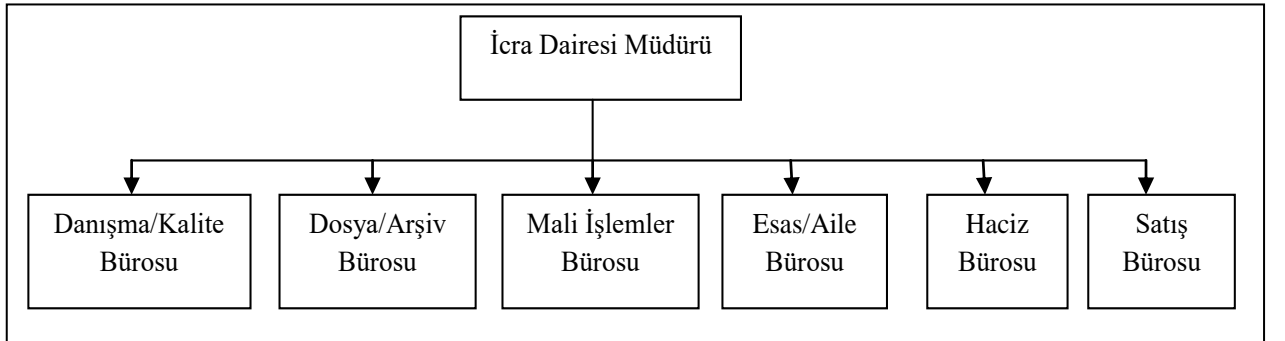 İcra Dairesi Müdürü
Danışma/Kalite
Bürosu
Dosya/Arşiv
Bürosu
Mali İşlemler
Bürosu
Esas/Aile
Bürosu
Haciz
Bürosu
Satış
Bürosu